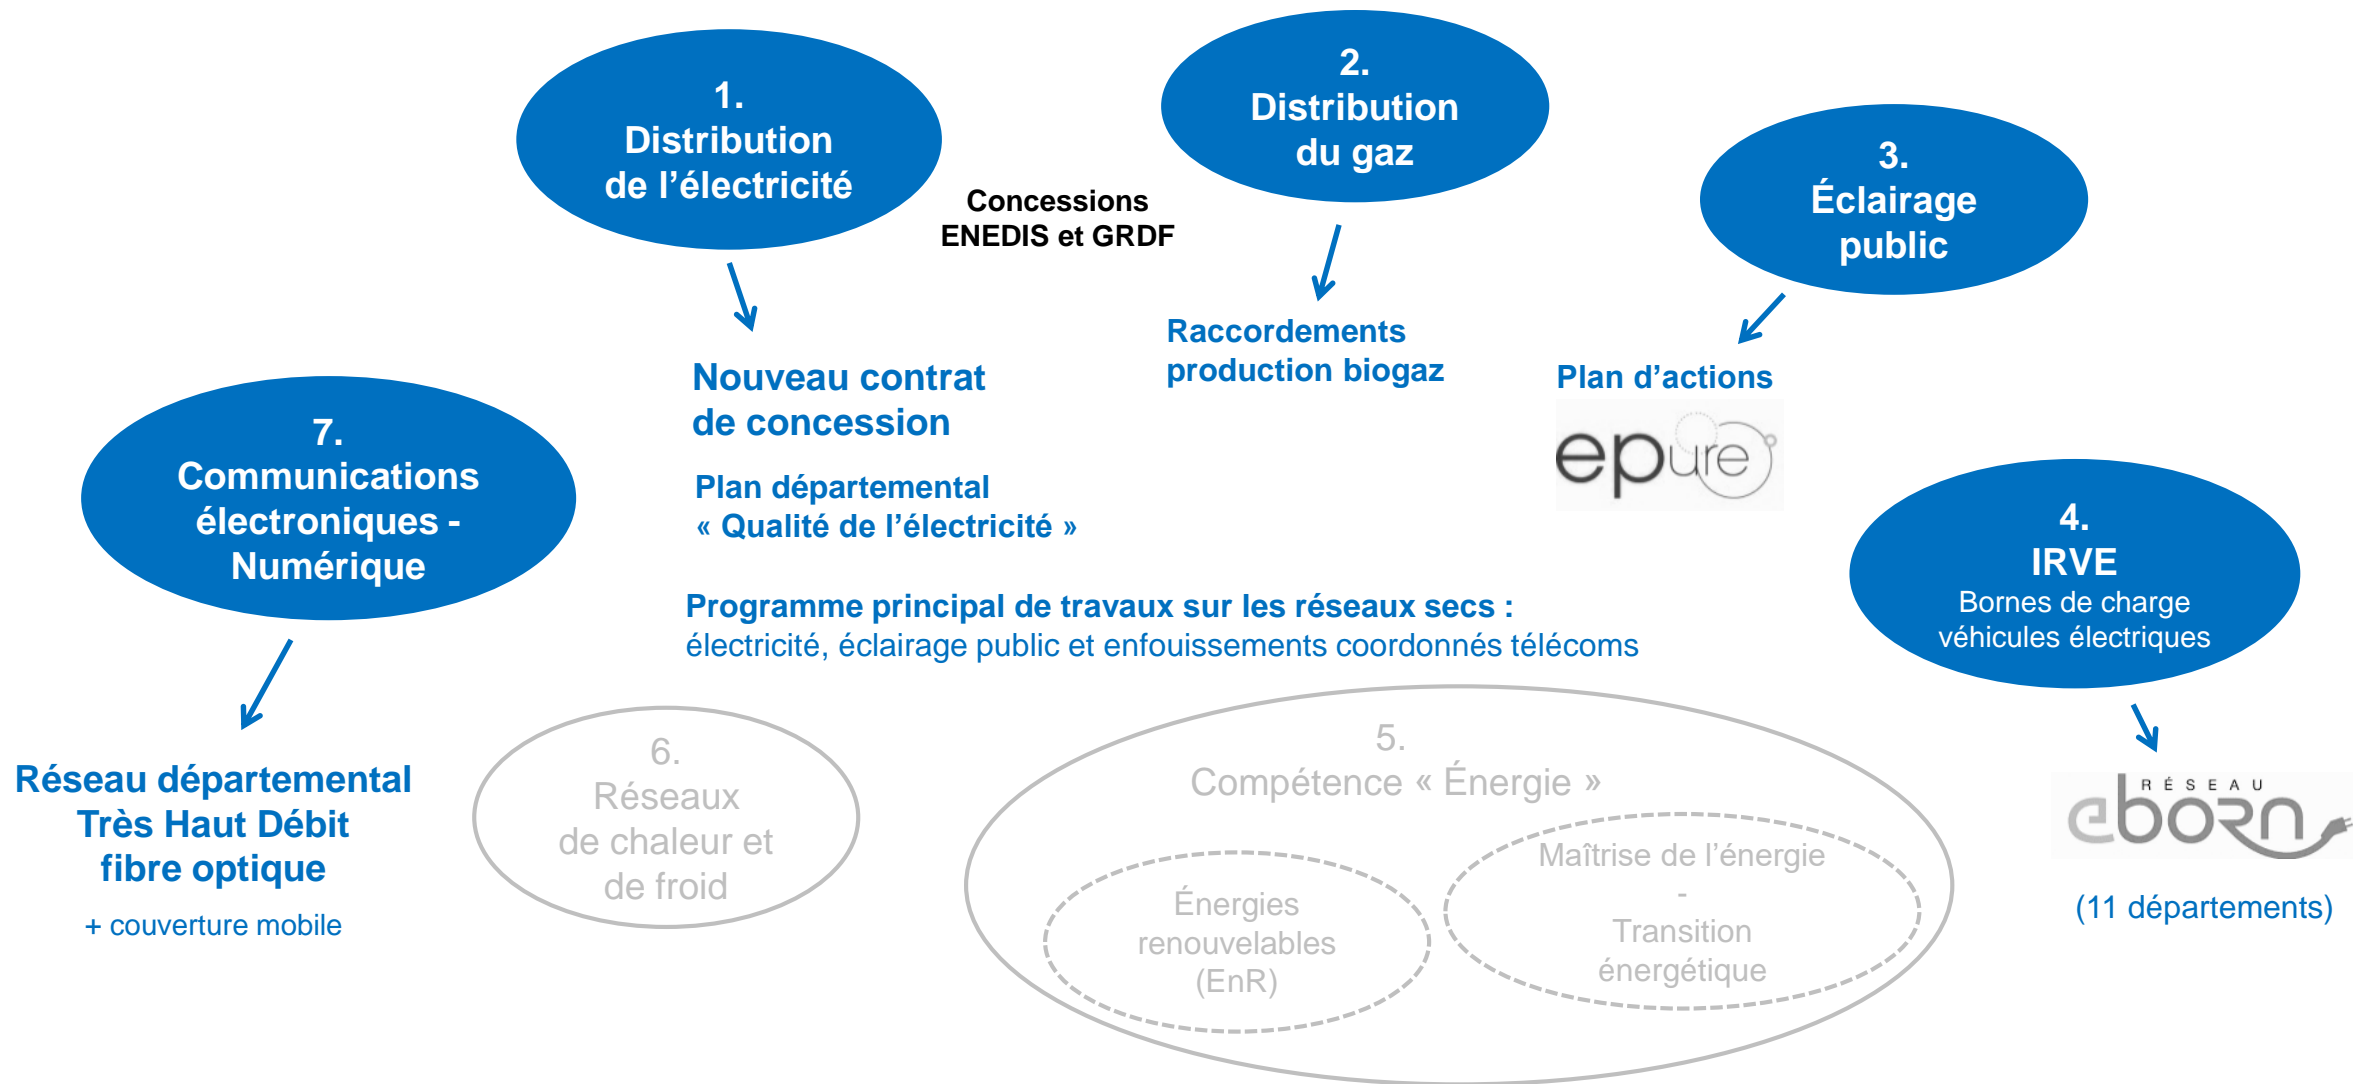 1.
Distribution
de l’électricité
Concessions
ENEDIS et GRDF
2.
Distribution
du gaz
3.
Éclairage
public
Nouveau contrat
de concession
Plan départemental
« Qualité de l’électricité »
Raccordements
production biogaz
Plan d’actions
epure
7.
Communications
électroniques -
Numérique
4.
IRVE
Bornes de charge
véhicules électriques
Programme principal de travaux sur les réseaux secs :
électricité, éclairage public et enfouissements coordonnés télécoms
Réseau départemental
Très Haut Débit
fibre optique
+ couverture mobile
6.
Réseaux
de chaleur et
de froid
5.
Compétence « Énergie »
Énergies
renouvelables
(EnR)
Maîtrise de l’énergie
-
Transition
énergétique
RÉSEAU
eborn
(11 départements)